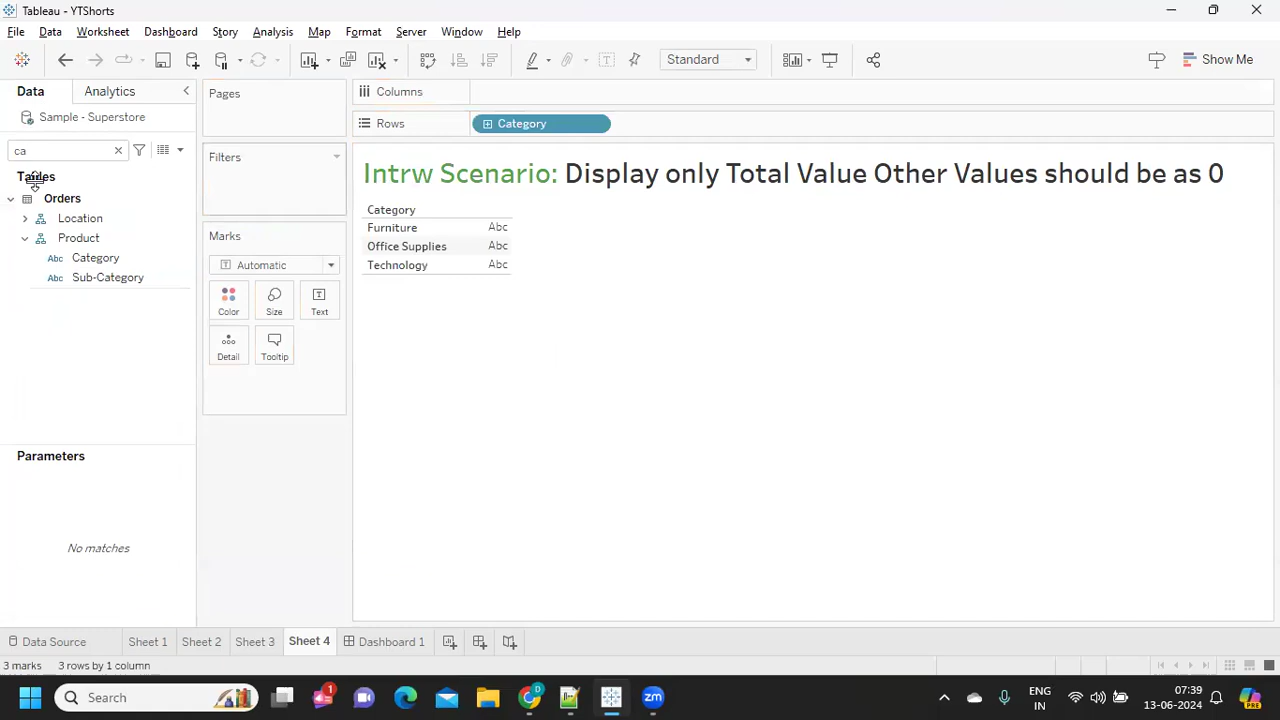 Tableau - YTShorts
File Data Worksheet Dashboard Story Analysis Map Format Server Window Help
Standard
Show Me
Data Analytics
Sample - Superstore
ca
Tables
Orders
Location
Product
Abc Category
Abc Sub-Category
Parameters
No matches
Pages
Filters
Marks
Automatic
Color Size Text
Detail Tooltip
Columns
Rows Category
Intrw Scenario: Display only Total Value Other Values should be as 0
Category
Furniture Abc
Office Supplies Abc
Technology Abc
Data Source Sheet 1 Sheet 2 Sheet 3 Sheet 4 Dashboard 1
3 marks 3 rows by 1 column
Search
1
D
zm
ENG
IN
07:39
13-06-2024
PRE